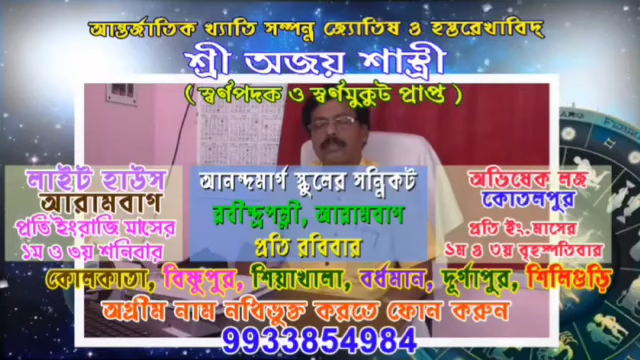 আন্তর্জাতিক খ্যাতি সম্পন্ন জ্যোতিষ ও হস্তরেখাবিদ্
শ্রী অজয় শাস্ত্রী
( স্বর্ণপদক ও স্বর্ণমুকুট প্রাপ্ত )
লাইট হাউস
আরামবাগ
প্রতি ইংরাজি মাসের
১ম ও ৩য় শনিবার
আনন্দমার্গ স্কুলের সন্নিকট
রবীন্দ্রপল্লী, আরামবাগ
প্রতি রবিবার
অভিষেক লজ
কোতলপুর
প্রতি ইং.মাসের
১ম ও ৩য় বৃহস্পতিবার
কোলকাতা, বিষ্ণুপুর, শিয়াখালা, বর্ধমান, দূর্গাপুর, শিলিগুড়ি
অগ্রীম নাম নথিভুক্ত করতে ফোন করুন
9933854984